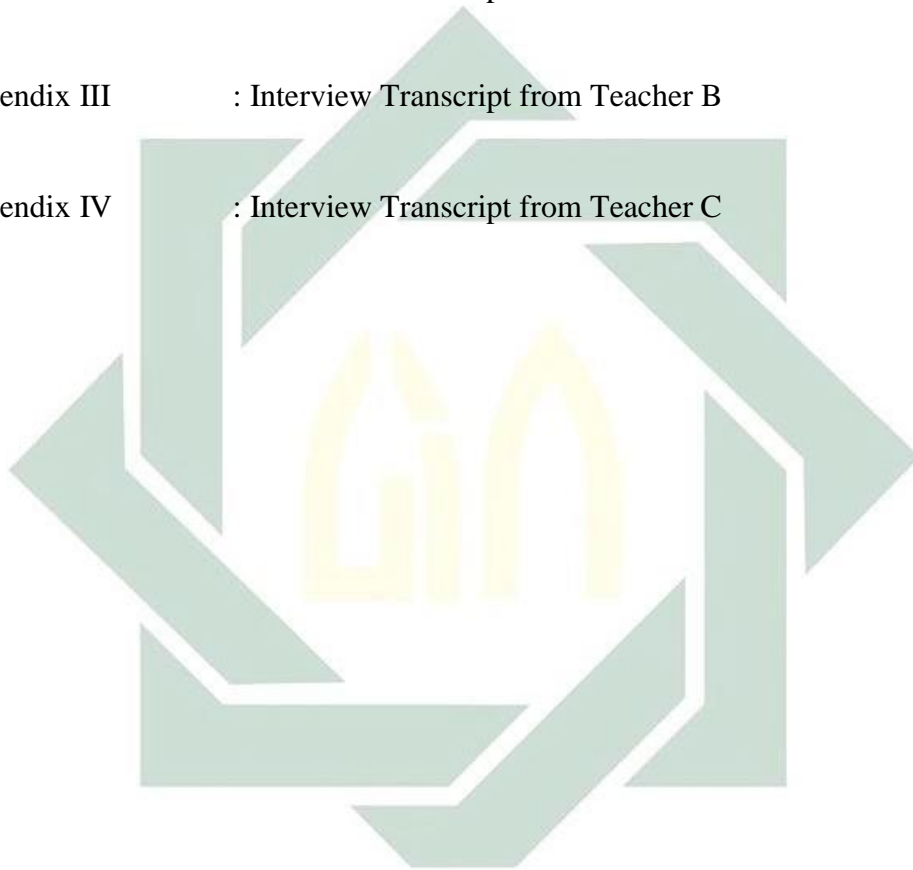 endix III : Interview Transcript from Teacher B
endix IV : Interview Transcript from Teacher C